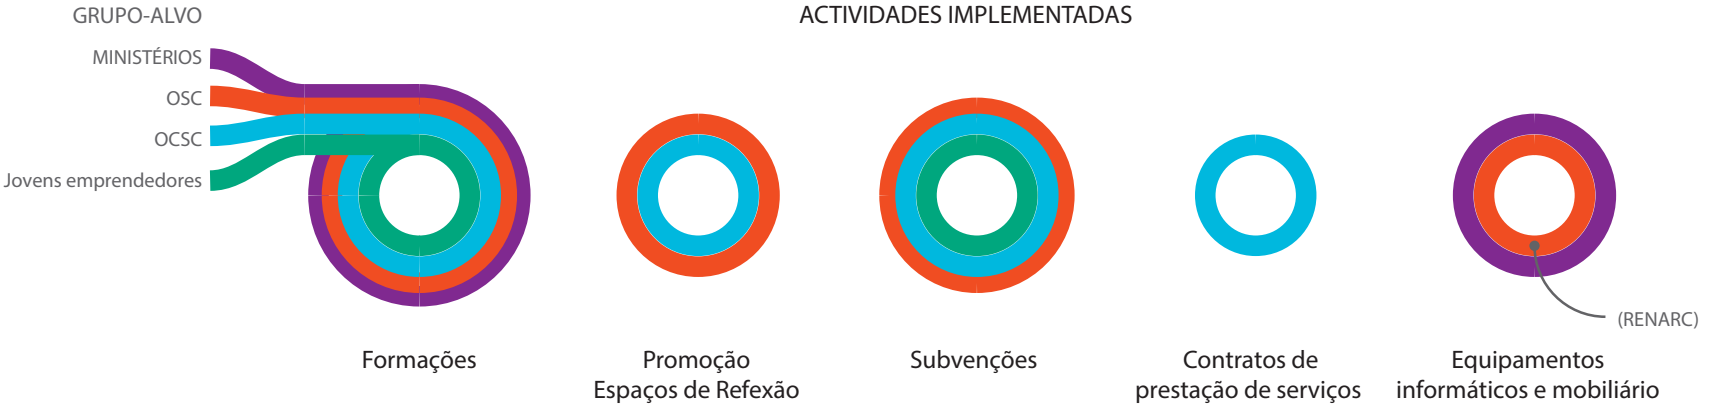 GRUPO-ALVO
ACTIVIDADES IMPLEMENTADAS
MINISTÉRIOS
OSC
OCSC
Jovens emprendedores
(RENARC)
Formações
Promoção
Espaços de Refexão
Subvenções
Contratos de
prestação de serviços
Equipamentos
informáticos e mobiliário